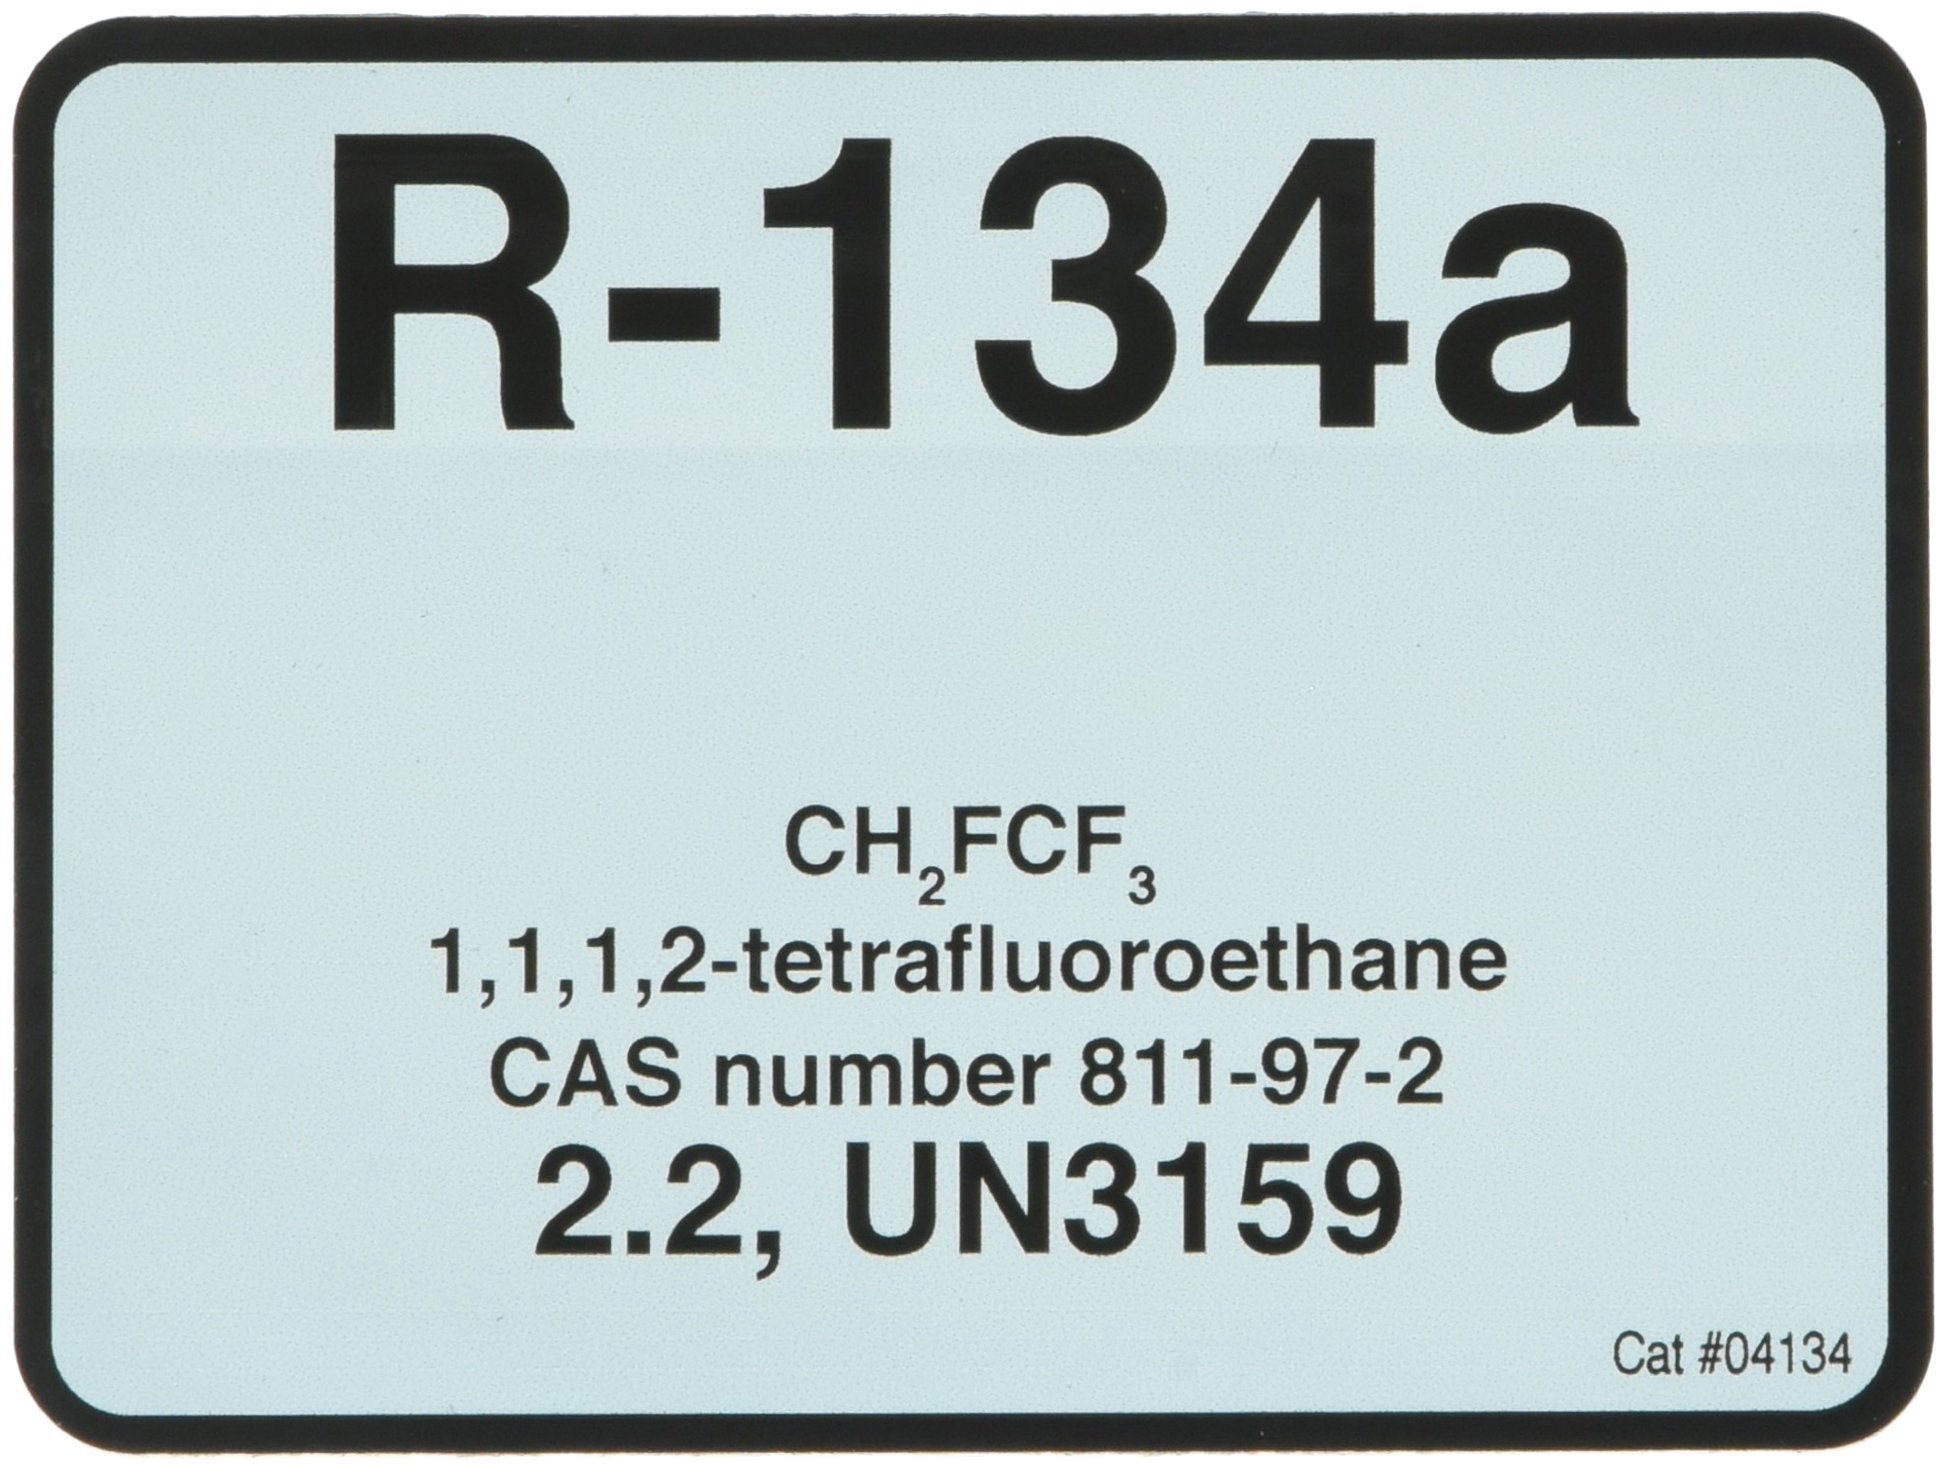 R-134a
CH₂FCF₃
1,1,1,2-tetrafluoroethane
CAS number 811-97-2
2.2, UN3159
Cat #04134